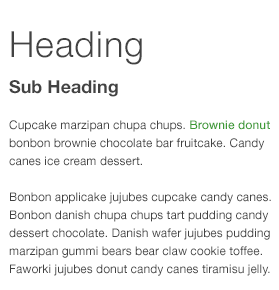 Heading
Sub Heading
Cupcake marzipan chupa chups. Brownie donut
bonbon brownie chocolate bar fruitcake. Candy
canes ice cream dessert.
Bonbon applicake jujubes cupcake candy canes.
Bonbon danish chupa chups tart pudding candy
dessert chocolate. Danish wafer jujubes pudding
marzipan gummi bears bear claw cookie toffee.
Faworki jujubes donut candy canes tiramisu jelly.